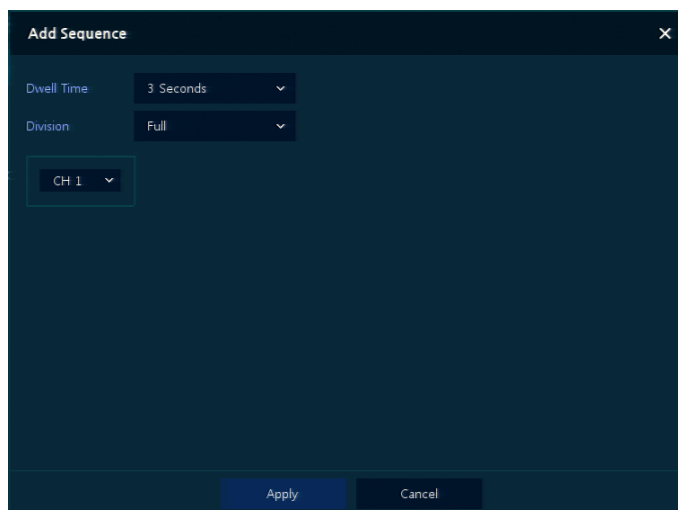 Add Sequence
Dwell Time 3 Seconds
Division Full
CH 1
Apply Cancel